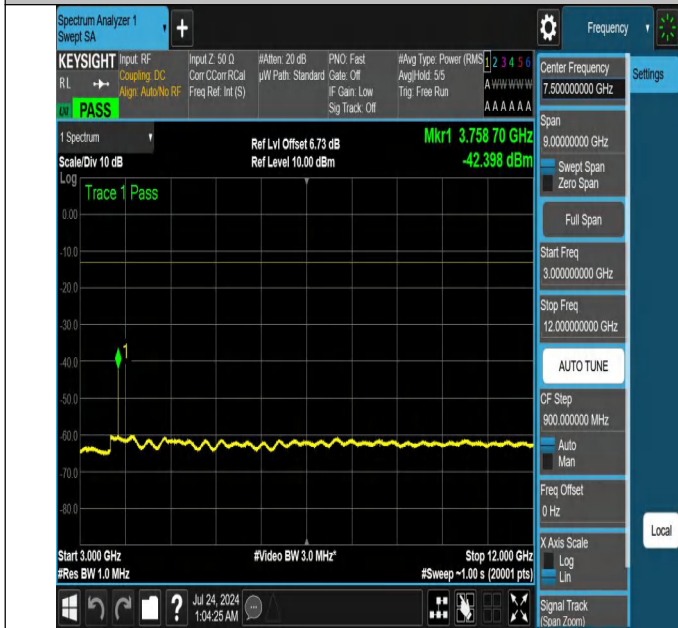 Spectrum Analyzer 1
Swept SA
+
Frequency
KEYSIGHT
RL
PASS
Input: RF
Coupling: DC
Align: Auto/No RF
Input Z: 50 Ω
Corr CCorr RCal
Freq Ref: Int (S)
#Atten: 20 dB
µW Path: Standard
PNO: Fast
Gate: Off
IF Gain: Low
Sig Track: Off
#Avg Type: Power (RMS
Avg|Hold: 5/5
Trig: Free Run
1 2 3 4 5 6
A W W W W W
A A A A A A
1 Spectrum
Scale/Div 10 dB
Log
Ref Lvl Offset 6.73 dB
Ref Level 10.00 dBm
Mkr1 3.758 70 GHz
-42.398 dBm
Trace 1 Pass
0.00
-10.0
-20.0
-30.0
-40.0
-50.0
-60.0
-70.0
-80.0
1
Start 3.000 GHz
#Res BW 1.0 MHz
#Video BW 3.0 MHz*
Stop 12.000 GHz
#Sweep ~1.00 s (20001 pts)
Center Frequency
7.500000000 GHz
Settings
Span
9.00000000 GHz
Swept Span
Zero Span
Full Span
Start Freq
3.000000000 GHz
Stop Freq
12.000000000 GHz
AUTO TUNE
CF Step
900.000000 MHz
Auto
Man
Freq Offset
0 Hz
Local
X Axis Scale
Log
Lin
Signal Track
(Span Zoom)
?
Jul 24, 2024
1:04:25 AM